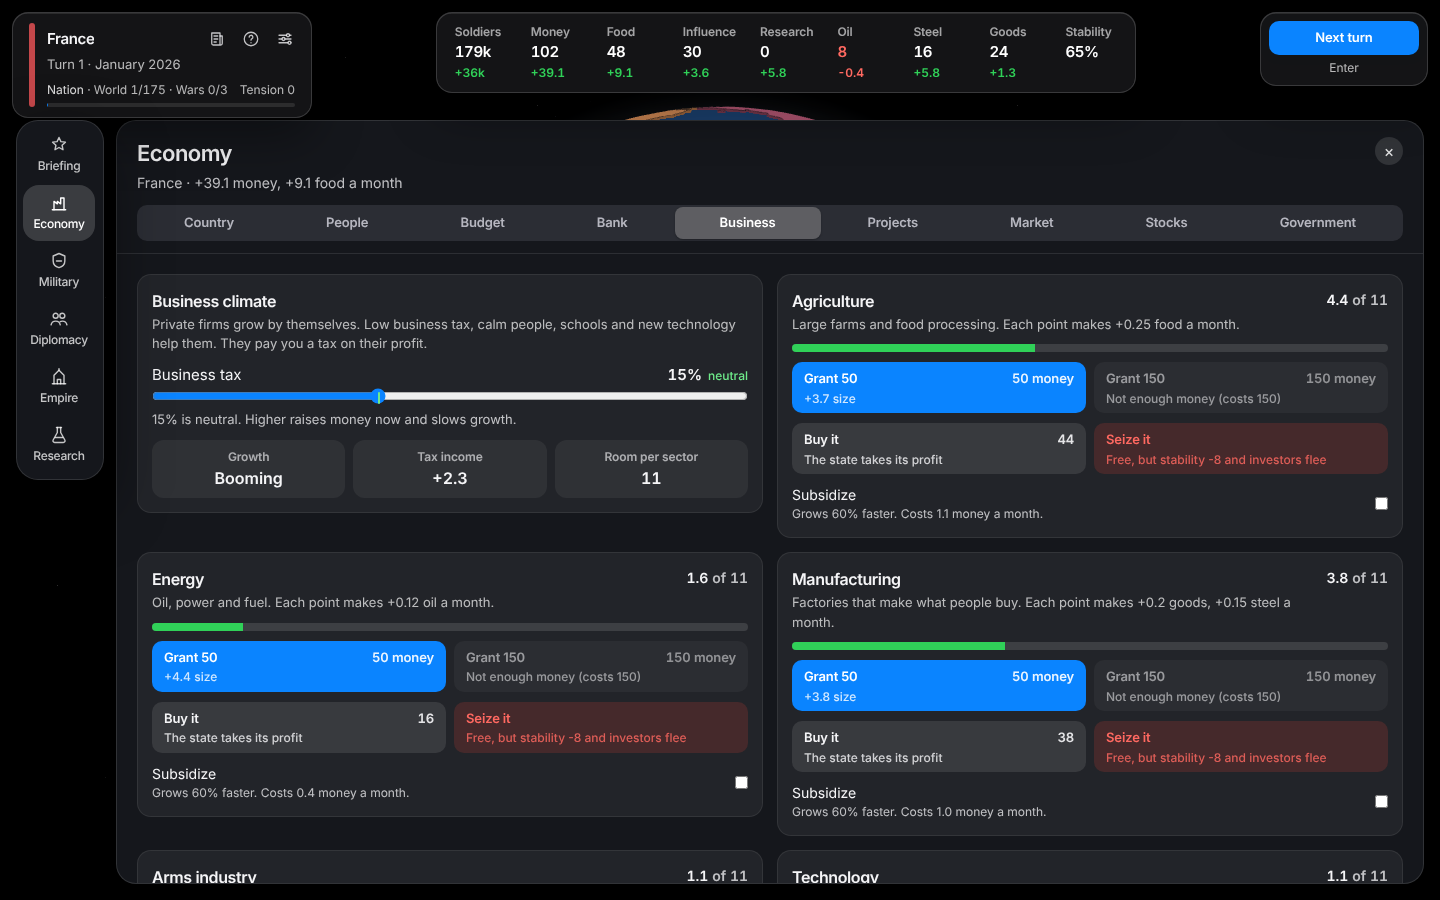 France
Turn 1 · January 2026
Nation · World 1/175 · Wars 0/3 Tension 0
Soldiers Money Food Influence Research Oil Steel Goods Stability
179k 102 48 30 0 8 16 24 65%
+36k +39.1 +9.1 +3.6 +5.8 -0.4 +5.8 +1.3
Next turn
Enter
Briefing
Economy
Military
Diplomacy
Empire
Research
Economy
France · +39.1 money, +9.1 food a month
Country People Budget Bank Business Projects Market Stocks Government
Business climate
Private firms grow by themselves. Low business tax, calm people, schools and new technology
help them. They pay you a tax on their profit.
Business tax 15% neutral
15% is neutral. Higher raises money now and slows growth.
Growth Tax income Room per sector
Booming +2.3 11
Agriculture 4.4 of 11
Large farms and food processing. Each point makes +0.25 food a month.
Grant 50 50 money
+3.7 size
Grant 150 150 money
Not enough money (costs 150)
Buy it 44
The state takes its profit
Seize it
Free, but stability -8 and investors flee
Subsidize
Grows 60% faster. Costs 1.1 money a month.
Energy 1.6 of 11
Oil, power and fuel. Each point makes +0.12 oil a month.
Grant 50 50 money
+4.4 size
Grant 150 150 money
Not enough money (costs 150)
Buy it 16
The state takes its profit
Seize it
Free, but stability -8 and investors flee
Subsidize
Grows 60% faster. Costs 0.4 money a month.
Manufacturing 3.8 of 11
Factories that make what people buy. Each point makes +0.2 goods, +0.15 steel a
month.
Grant 50 50 money
+3.8 size
Grant 150 150 money
Not enough money (costs 150)
Buy it 38
The state takes its profit
Seize it
Free, but stability -8 and investors flee
Subsidize
Grows 60% faster. Costs 1.0 money a month.
Arms industry 1.1 of 11
Technology 1.1 of 11